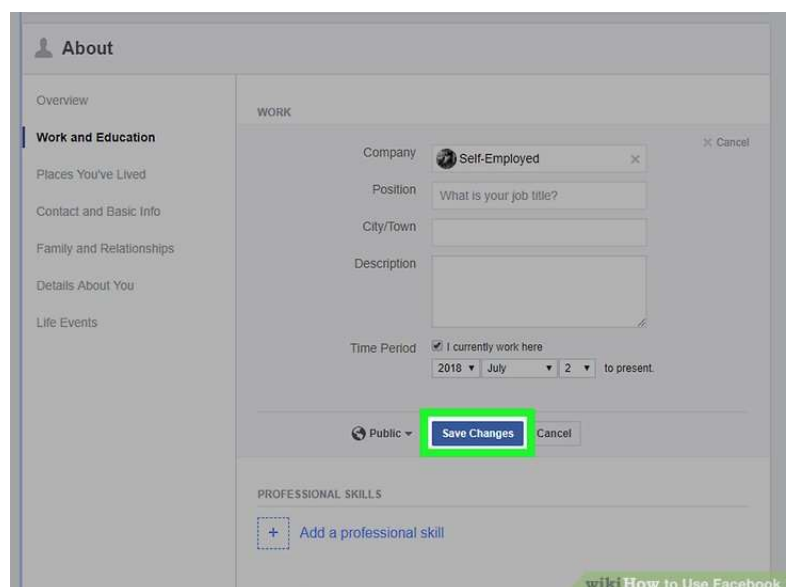 About
Overview
Work and Education
Places You've Lived
Contact and Basic Info
Family and Relationships
Details About You
Life Events
WORK
× Cancel
Company Self-Employed ×
Position What is your job title?
City/Town
Description
Time Period I currently work here
2018 July 2 to present.
Public Save Changes Cancel
PROFESSIONAL SKILLS
+ Add a professional skill
wikiHow to Use Facebook